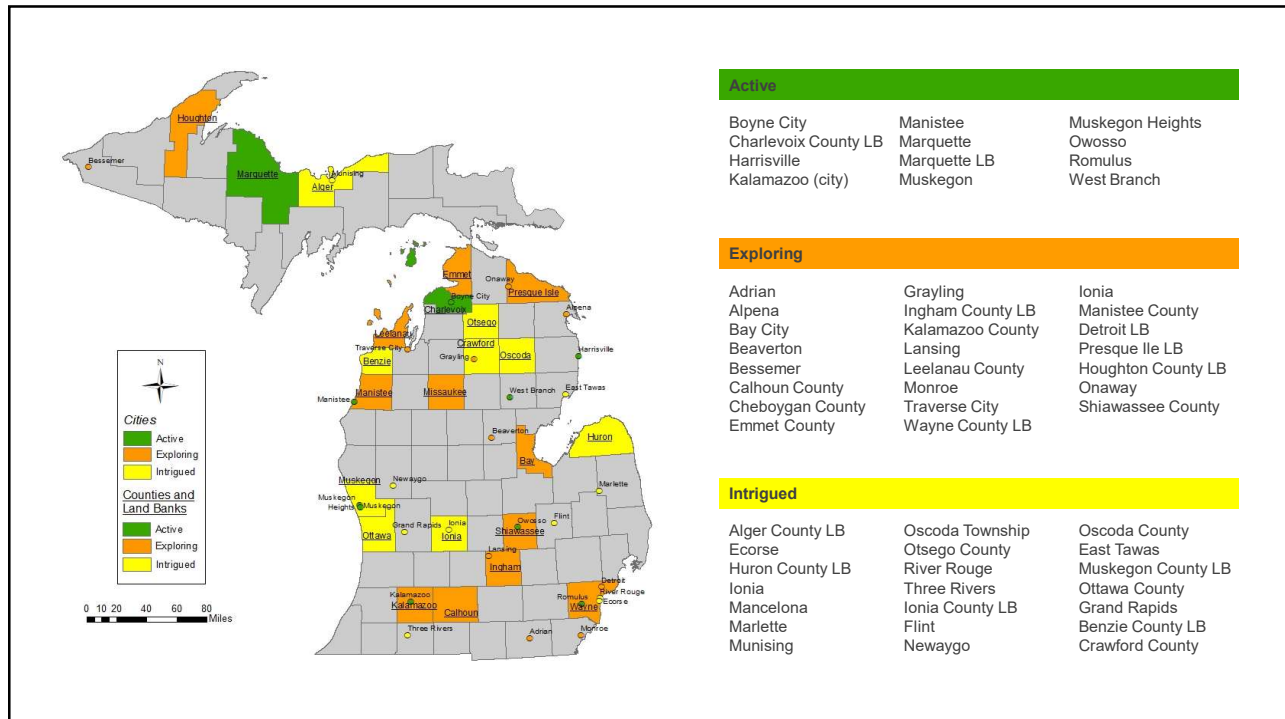 Houghton
Bessemer
Marquette
Munising
Alger
Emmet
Onaway
Presque Isle
Boyne City
Charlevoix
Alpena
Otsego
Leelanau
Traverse City
Crawford
Grayling
Oscoda
Harrisville
Benzie
Manistee
Missaukee
West Branch
East Tawas
Manistee
Beaverton
Huron
Bay
Muskegon
Newaygo
Marlette
Muskegon
Heights
Muskegon
Grand Rapids
Ionia
Owosso
Flint
Ottawa
Ionia
Shiawassee
Lansing
Ingham
Detroit
River Rouge
Ecorse
Kalamazoo
Kalamazoo
Calhoun
Romulus
Wayne
Three Rivers
Adrian
Monroe
N
Cities
Active
Exploring
Intrigued
Counties and
Land Banks
Active
Exploring
Intrigued
0 10 20 40 60 80
Miles
Active
Boyne City Manistee Muskegon Heights
Charlevoix County LB Marquette Owosso
Harrisville Marquette LB Romulus
Kalamazoo (city) Muskegon West Branch
Exploring
Adrian Grayling Ionia
Alpena Ingham County LB Manistee County
Bay City Kalamazoo County Detroit LB
Beaverton Lansing Presque Ile LB
Bessemer Leelanau County Houghton County LB
Calhoun County Monroe Onaway
Cheboygan County Traverse City Shiawassee County
Emmet County Wayne County LB
Intrigued
Alger County LB Oscoda Township Oscoda County
Ecorse Otsego County East Tawas
Huron County LB River Rouge Muskegon County LB
Ionia Three Rivers Ottawa County
Mancelona Ionia County LB Grand Rapids
Marlette Flint Benzie County LB
Munising Newaygo Crawford County